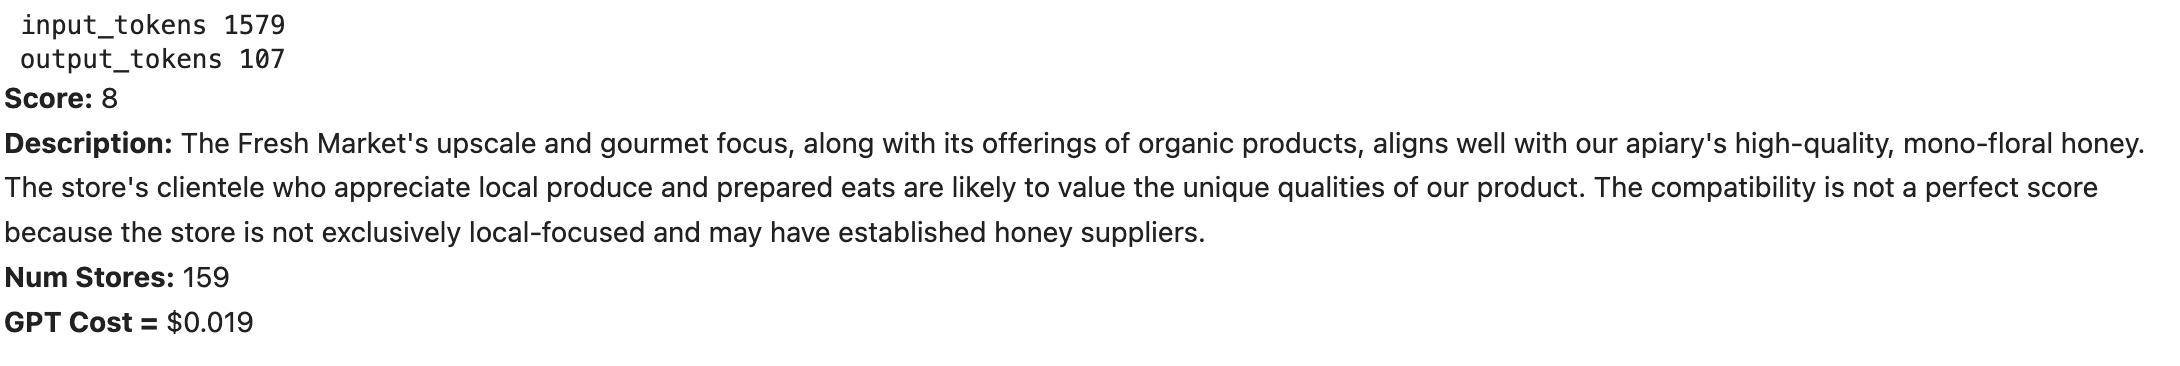 input_tokens 1579
output_tokens 107
Score: 8
Description: The Fresh Market's upscale and gourmet focus, along with its offerings of organic products, aligns well with our apiary's high-quality, mono-floral honey.
The store's clientele who appreciate local produce and prepared eats are likely to value the unique qualities of our product. The compatibility is not a perfect score
because the store is not exclusively local-focused and may have established honey suppliers.
Num Stores: 159
GPT Cost = $0.019